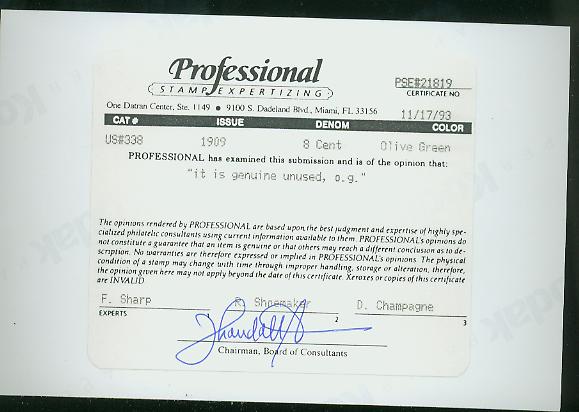 Professional
STAMP EXPERTIZING
PSE#21819
CERTIFICATE NO
One Datran Center, Ste. 1149 ● 9100 S. Dadeland Blvd., Miami, FL 33156
11/17/93
CAT # ISSUE DENOM COLOR
US#338 1909 8 Cent Olive Green
PROFESSIONAL has examined this submission and is of the opinion that:
"it is genuine unused, o.g."
The opinions rendered by PROFESSIONAL are based upon the best judgment and expertise of highly spe-
cialized philatelic consultants using current information available to them. PROFESSIONAL'S opinions do
not constitute a guarantee that an item is genuine or that others may reach a different conclusion as to de-
scription. No warranties are therefore expressed or implied in PROFESSIONAL'S opinions. The physical
condition of a stamp may change with time through improper handling, storage or alteration, therefore,
the opinion given here may not apply beyond the date of this certificate. Xeroxes or copies of this certificate
are INVALID
F. Sharp R. Shoemaker D. Champagne
EXPERTS 2 3
Chairman, Board of Consultants